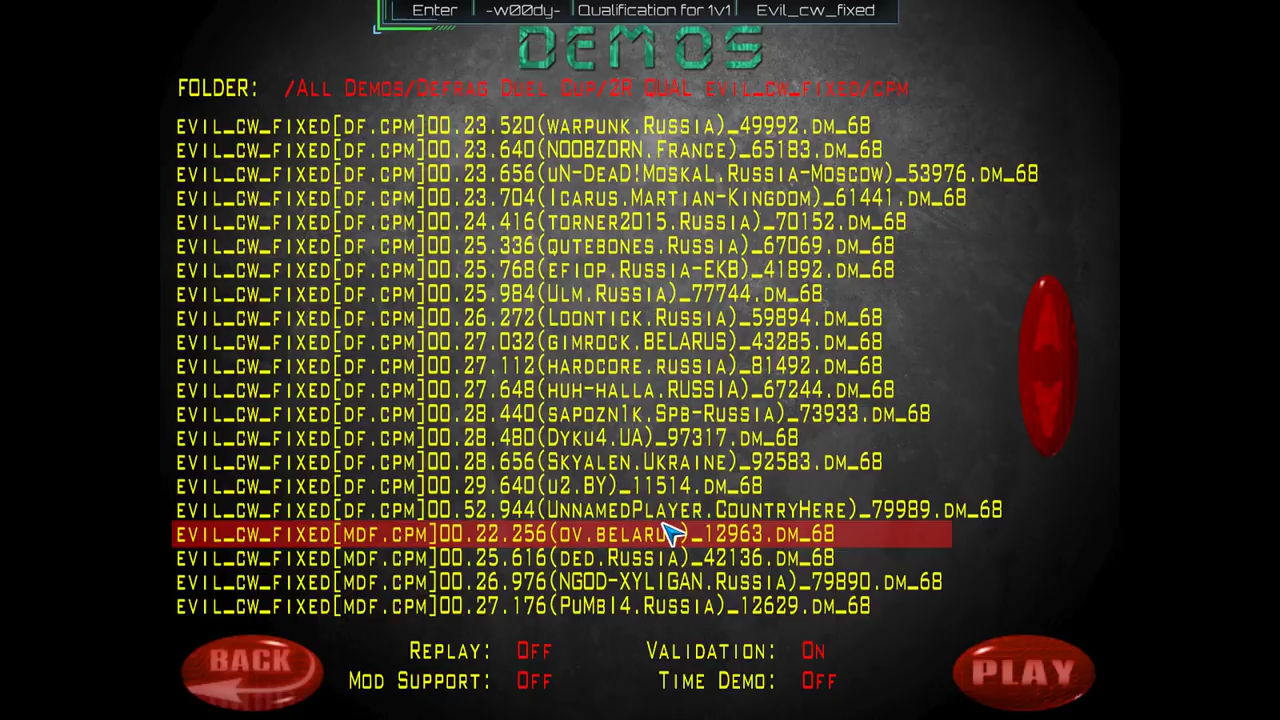 Enter -w00dy- Qualification for 1v1 Evil_cw_fixed
DEMOS
FOLDER: /All Demos/Defrag Duel Cup/2R QUAL evil_cw_fixed/cpm
evil_cw_fixed[df.cpm]00.23.520(warpunk.Russia)_49992.dm_68
evil_cw_fixed[df.cpm]00.23.640(N00BZ0RN.France)_65183.dm_68
evil_cw_fixed[df.cpm]00.23.656(uN-DeaD!Moskal.Russia-Moscow)_53976.dm_68
evil_cw_fixed[df.cpm]00.23.704(Icarus.Martian-Kingdom)_61441.dm_68
evil_cw_fixed[df.cpm]00.24.416(torner2015.Russia)_70152.dm_68
evil_cw_fixed[df.cpm]00.25.336(qutebones.Russia)_67069.dm_68
evil_cw_fixed[df.cpm]00.25.768(efiop.Russia-EKB)_41892.dm_68
evil_cw_fixed[df.cpm]00.25.984(Ulm.Russia)_77744.dm_68
evil_cw_fixed[df.cpm]00.26.272(Loontick.Russia)_59894.dm_68
evil_cw_fixed[df.cpm]00.27.032(gimrock.BELARUS)_43285.dm_68
evil_cw_fixed[df.cpm]00.27.112(hardcore.russia)_81492.dm_68
evil_cw_fixed[df.cpm]00.27.648(huh-halla.RUSSIA)_67244.dm_68
evil_cw_fixed[df.cpm]00.28.440(sapozn1k.Spb-Russia)_73933.dm_68
evil_cw_fixed[df.cpm]00.28.480(Dyku4.UA)_97317.dm_68
evil_cw_fixed[df.cpm]00.28.656(Skyalen.Ukraine)_92583.dm_68
evil_cw_fixed[df.cpm]00.29.640(u2.BY)_11514.dm_68
evil_cw_fixed[df.cpm]00.52.944(UnnamedPlayer.CountryHere)_79989.dm_68
evil_cw_fixed[mdf.cpm]00.22.256(ov.belarus)_12963.dm_68
evil_cw_fixed[mdf.cpm]00.25.616(ded.Russia)_42136.dm_68
evil_cw_fixed[mdf.cpm]00.26.976(NGOD-XYLIGAN.Russia)_79890.dm_68
evil_cw_fixed[mdf.cpm]00.27.176(PuMbI4.Russia)_12629.dm_68
Replay: Off Validation: On
Mod Support: Off Time Demo: Off
BACK PLAY